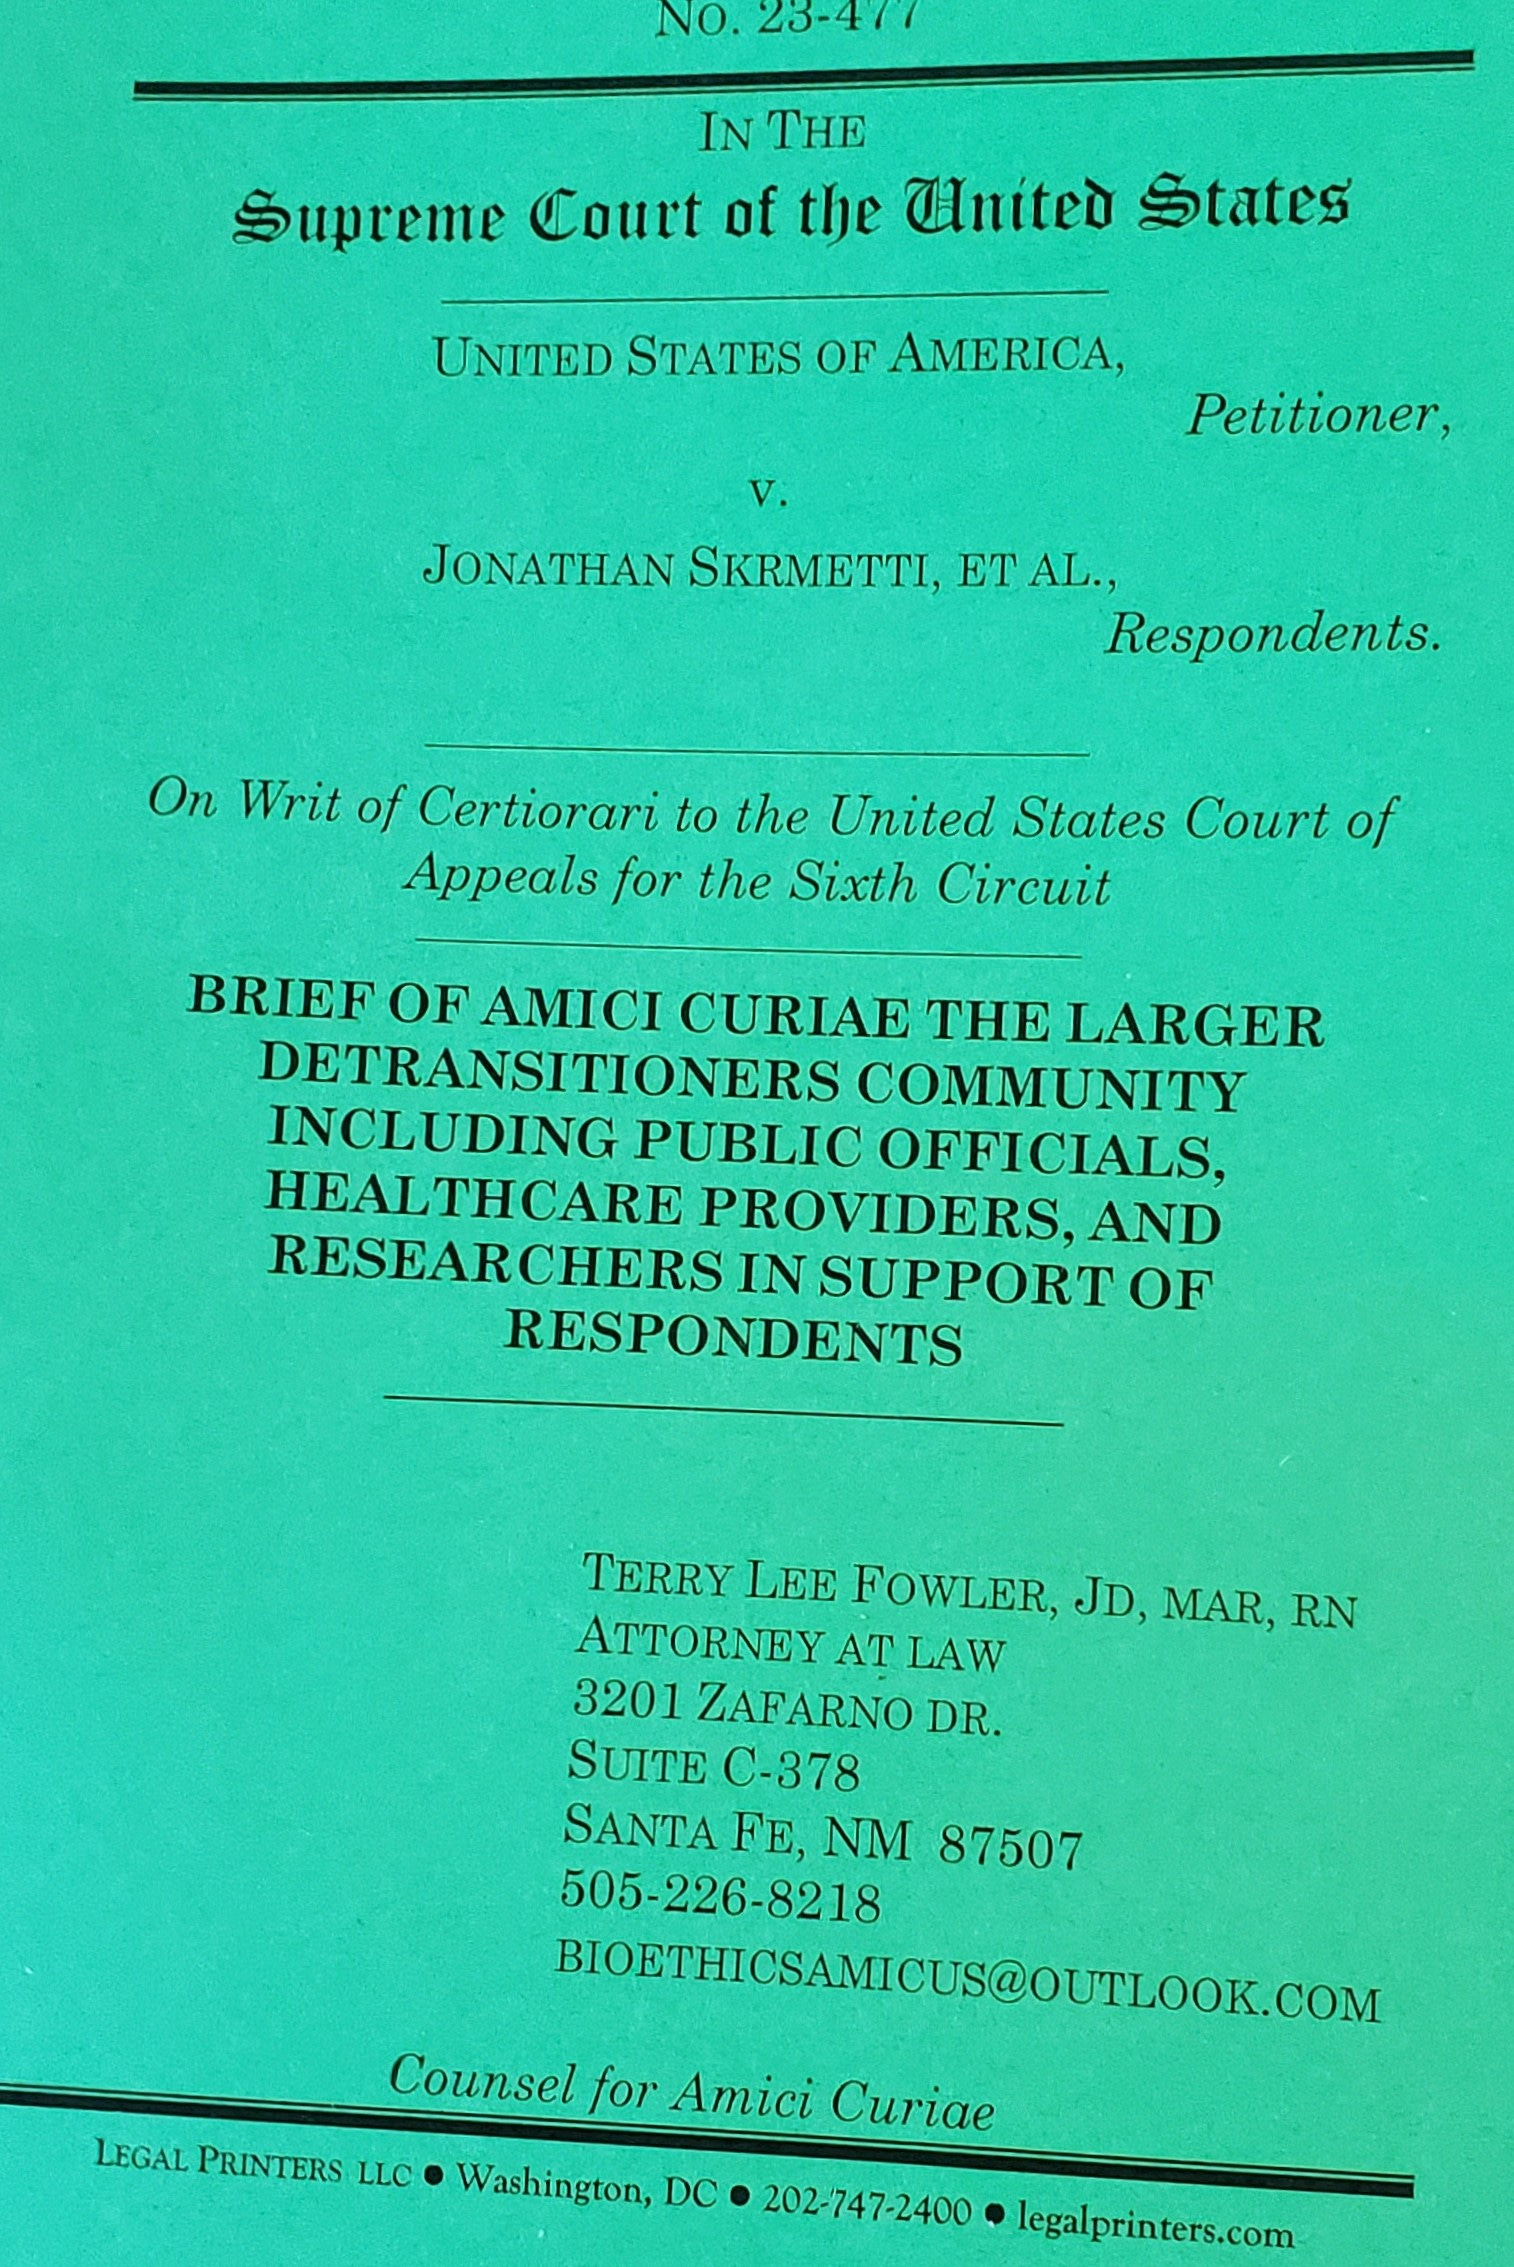 No. 23-477
IN THE
Supreme Court of the United States
UNITED STATES OF AMERICA,
Petitioner,
v.
JONATHAN SKRMETTI, ET AL.,
Respondents.
On Writ of Certiorari to the United States Court of
Appeals for the Sixth Circuit
BRIEF OF AMICI CURIAE THE LARGER
DETRANSITIONERS COMMUNITY
INCLUDING PUBLIC OFFICIALS,
HEALTHCARE PROVIDERS, AND
RESEARCHERS IN SUPPORT OF
RESPONDENTS
TERRY LEE FOWLER, JD, MAR, RN
ATTORNEY AT LAW
3201 ZAFARNO DR.
SUITE C-378
SANTA FE, NM 87507
505-226-8218
BIOETHICSAMICUS@OUTLOOK.COM
Counsel for Amici Curiae
LEGAL PRINTERS LLC ● Washington, DC ● 202-747-2400 ● legalprinters.com